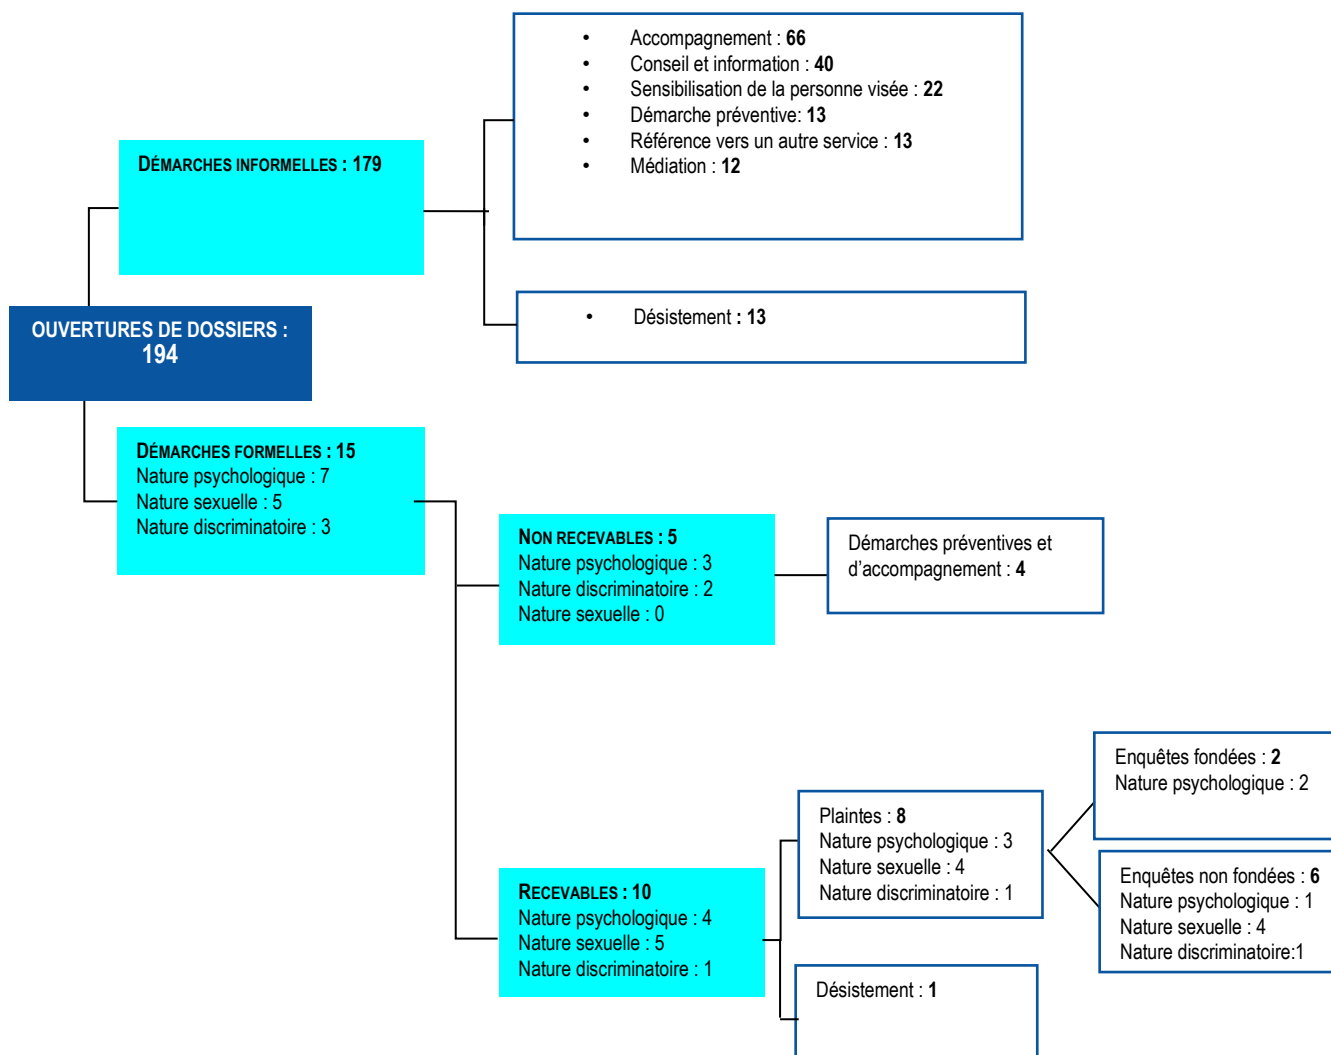 • Accompagnement : 66
• Conseil et information : 40
• Sensibilisation de la personne visée : 22
• Démarche préventive: 13
• Référence vers un autre service : 13
• Médiation : 12
DÉMARCHES INFORMELLES : 179
• Désistement : 13
OUVERTURES DE DOSSIERS :
194
DÉMARCHES FORMELLES : 15
Nature psychologique : 7
Nature sexuelle : 5
Nature discriminatoire : 3
NON RECEVABLES : 5
Nature psychologique : 3
Nature discriminatoire : 2
Nature sexuelle : 0
Démarches préventives et
d’accompagnement : 4
RECEVABLES : 10
Nature psychologique : 4
Nature sexuelle : 5
Nature discriminatoire : 1
Plaintes : 8
Nature psychologique : 3
Nature sexuelle : 4
Nature discriminatoire : 1
Désistement : 1
Enquêtes fondées : 2
Nature psychologique : 2
Enquêtes non fondées : 6
Nature psychologique : 1
Nature sexuelle : 4
Nature discriminatoire:1